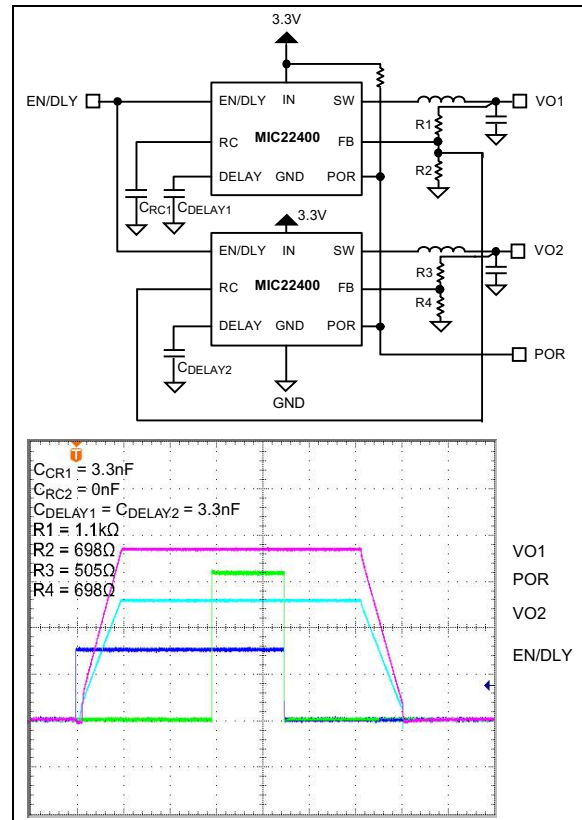 3.3V
EN/DLY
EN/DLY IN SW
VO1
R1
RC MIC22400 FB
R2
DELAY GND POR
CRC1 CDELAY1
3.3V
EN/DLY IN SW
VO2
R3
RC MIC22400 FB
R4
DELAY GND POR
POR
CDELAY2
GND
T
CCR1 = 3.3nF
CRC2 = 0nF
CDELAY1 = CDELAY2 = 3.3nF
R1 = 1.1kΩ
R2 = 698Ω
R3 = 505Ω
R4 = 698Ω
VO1
POR
VO2
EN/DLY